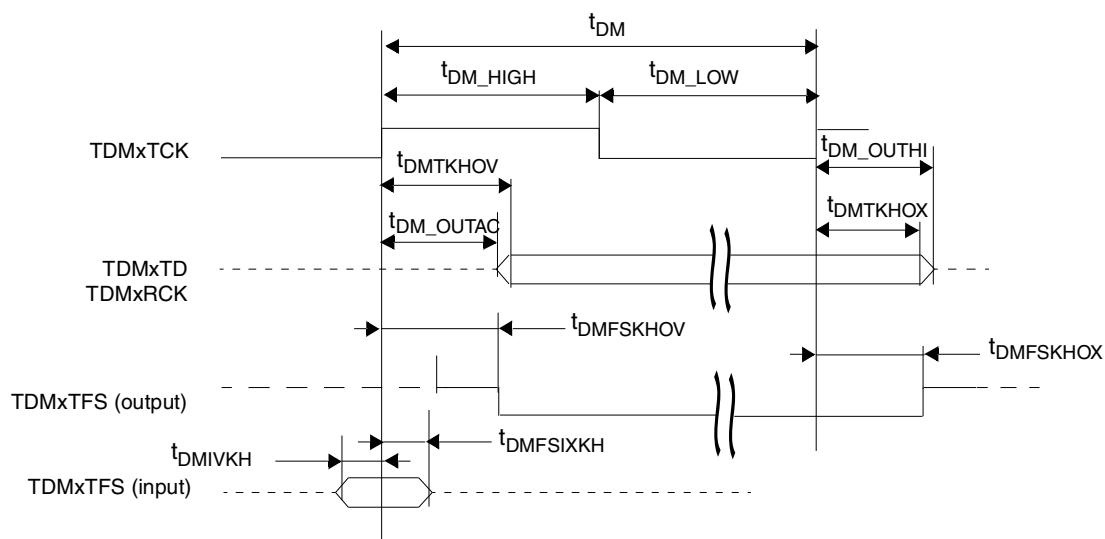 tDM
tDM_HIGH
tDM_LOW
TDMxTCK
tDM_OUTHI
tDMTKHOV
tDMTKHOX
tDM_OUTAC
TDMxTD
TDMxRCK
tDMFSKHOV
tDMFSKHOX
TDMxTFS (output)
tDMFSIXKH
tDMIVKH
TDMxTFS (input)